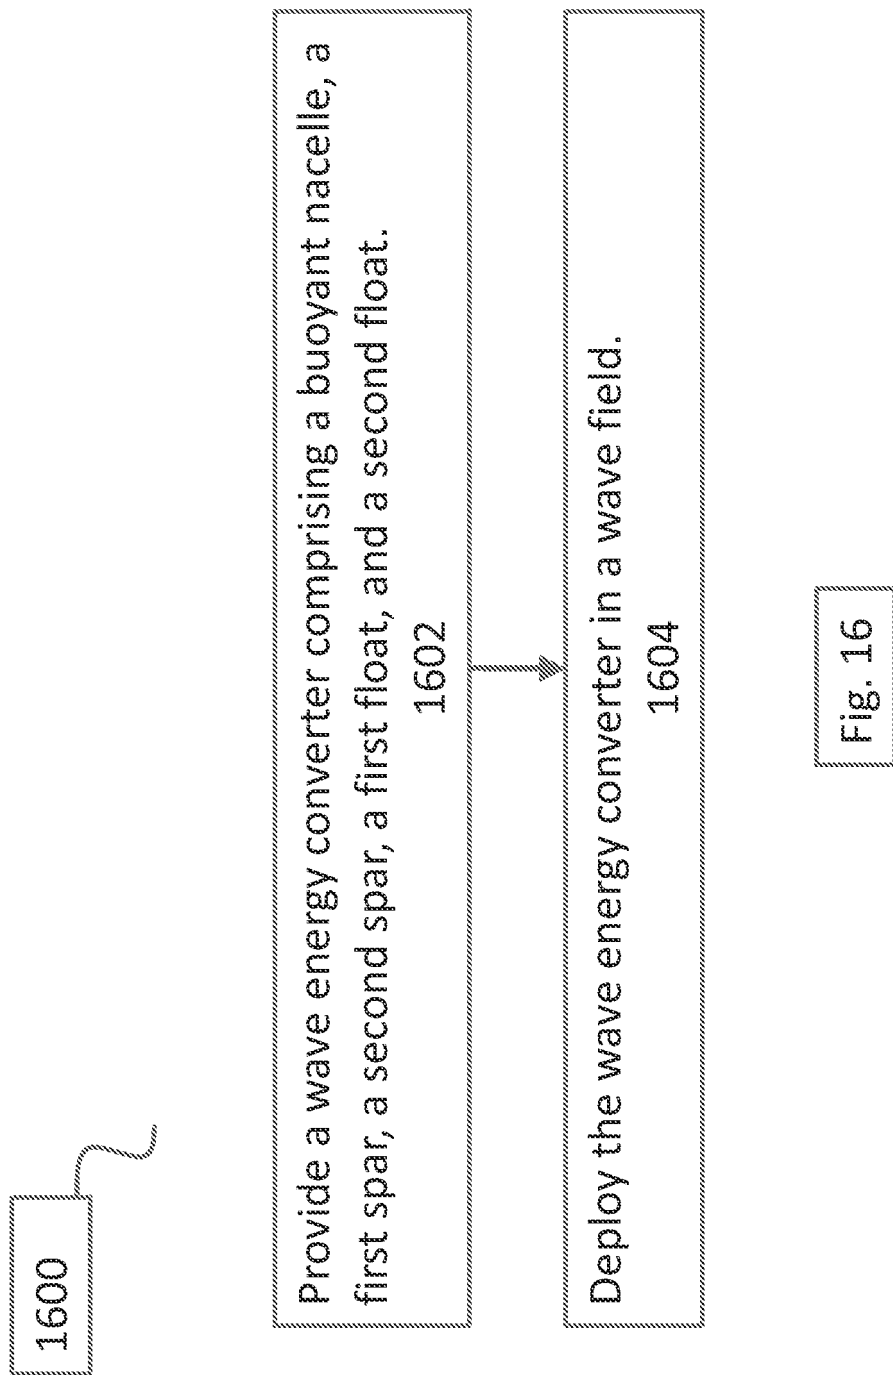 1600
Provide a wave energy converter comprising a buoyant nacelle, a
first spar, a second spar, a first float, and a second float.
1602
Deploy the wave energy converter in a wave field.
1604
Fig. 16